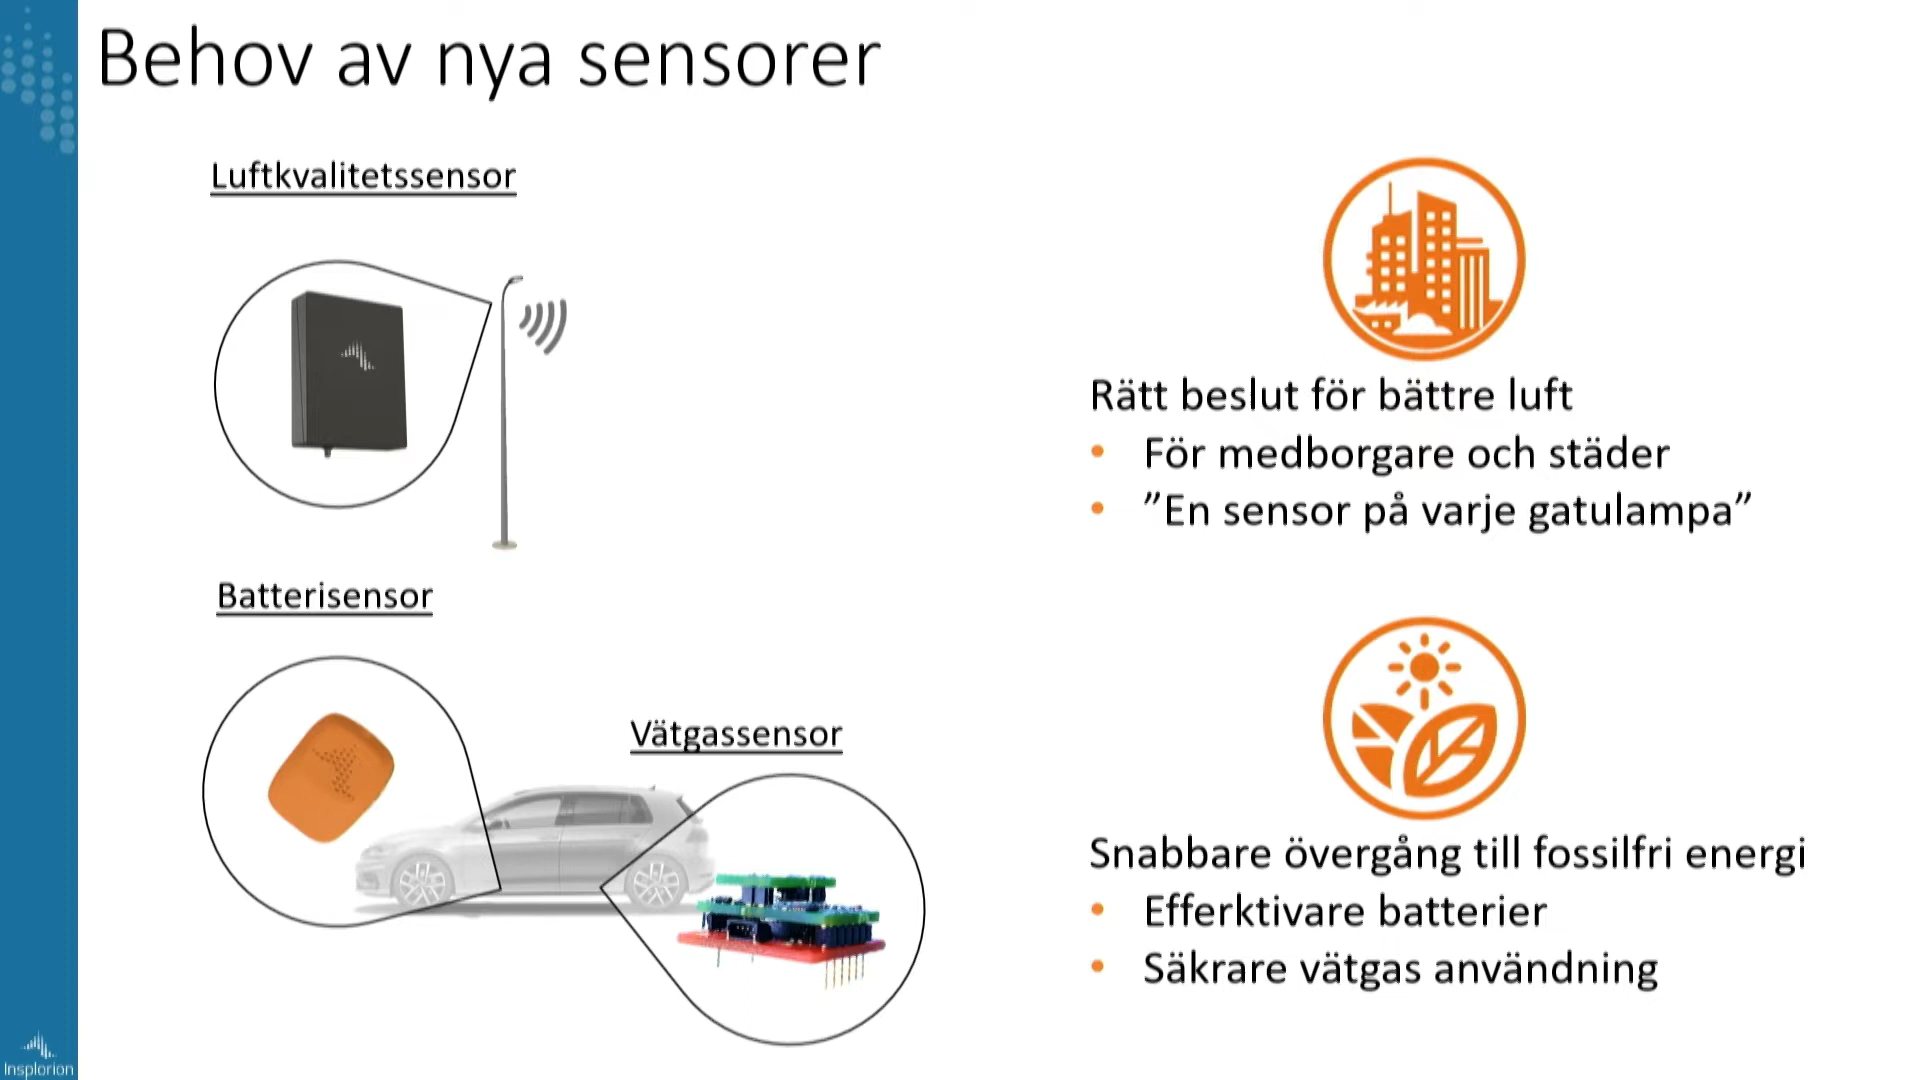 Behov av nya sensorer
Luftkvalitetssensor
Rätt beslut för bättre luft
• För medborgare och städer
• ”En sensor på varje gatulampa”
Batterisensor
Vätgassensor
Snabbare övergång till fossilfri energi
• Efferktivare batterier
• Säkrare vätgas användning
Insplorion